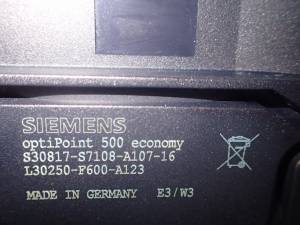 SIEMENS
optiPoint 500 economy
S30817-S7108-A107-16
L30250-F600-A123
MADE IN GERMANY E3/W3